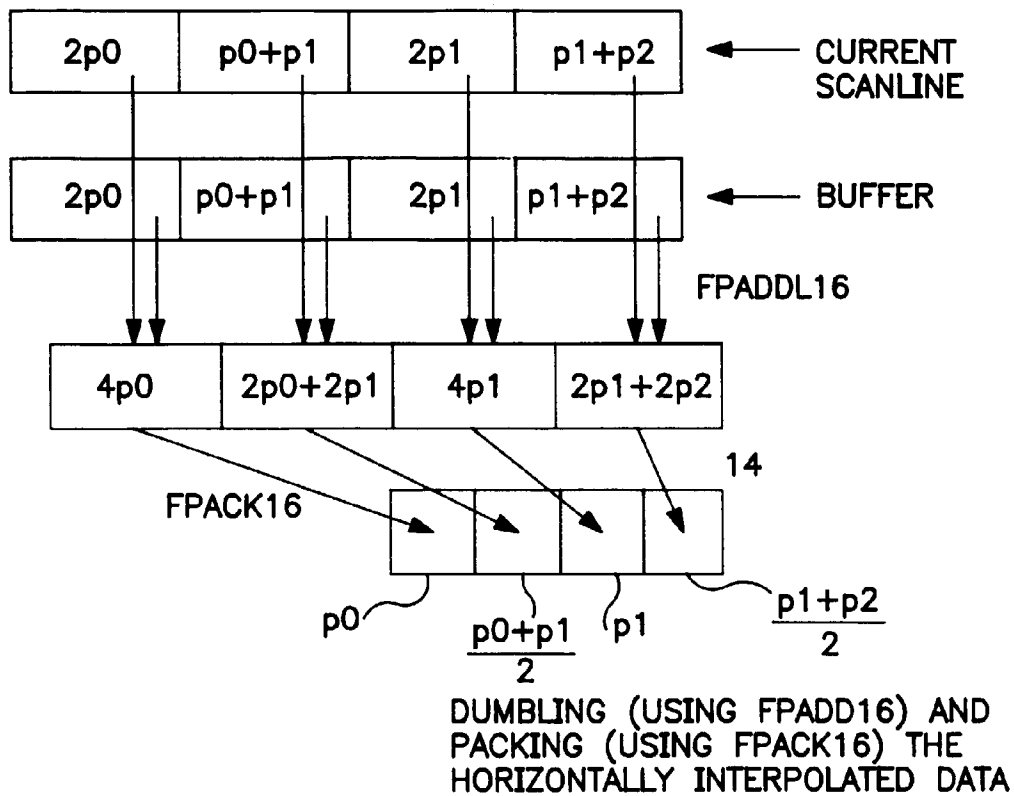 2p0 p0+p1 2p1 p1+p2 CURRENT
SCANLINE
2p0 p0+p1 2p1 p1+p2 BUFFER
FPADDL16
4p0 2p0+2p1 4p1 2p1+2p2
14
FPACK16
p0 p0+p1 p1 p1+p2
2 2
DUMBLING (USING FPADD16) AND
PACKING (USING FPACK16) THE
HORIZONTALLY INTERPOLATED DATA